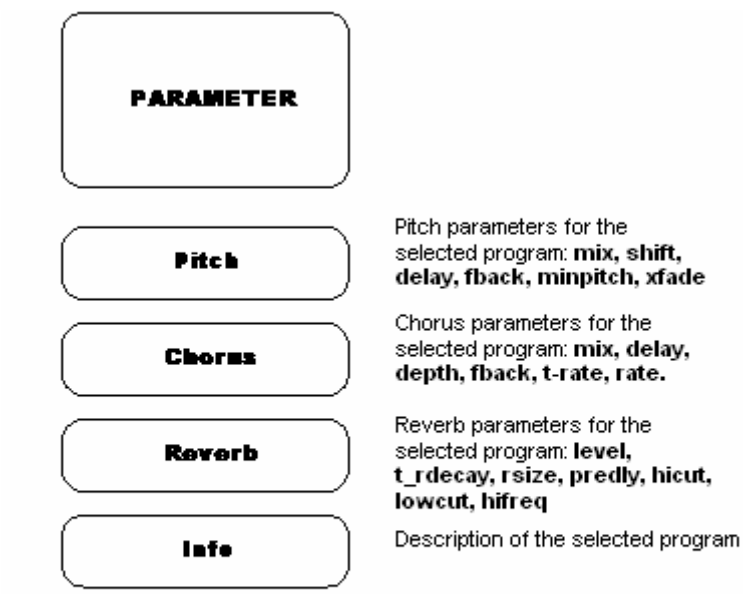 PARAMETER
Pitch
Pitch parameters for the
selected program: mix, shift,
delay, fback, minpitch, xfade
Chorus
Chorus parameters for the
selected program: mix, delay,
depth, fback, t-rate, rate.
Reverb
Reverb parameters for the
selected program: level,
t_rdecay, rsize, predly, hicut,
lowcut, hifreq
Info
Description of the selected program